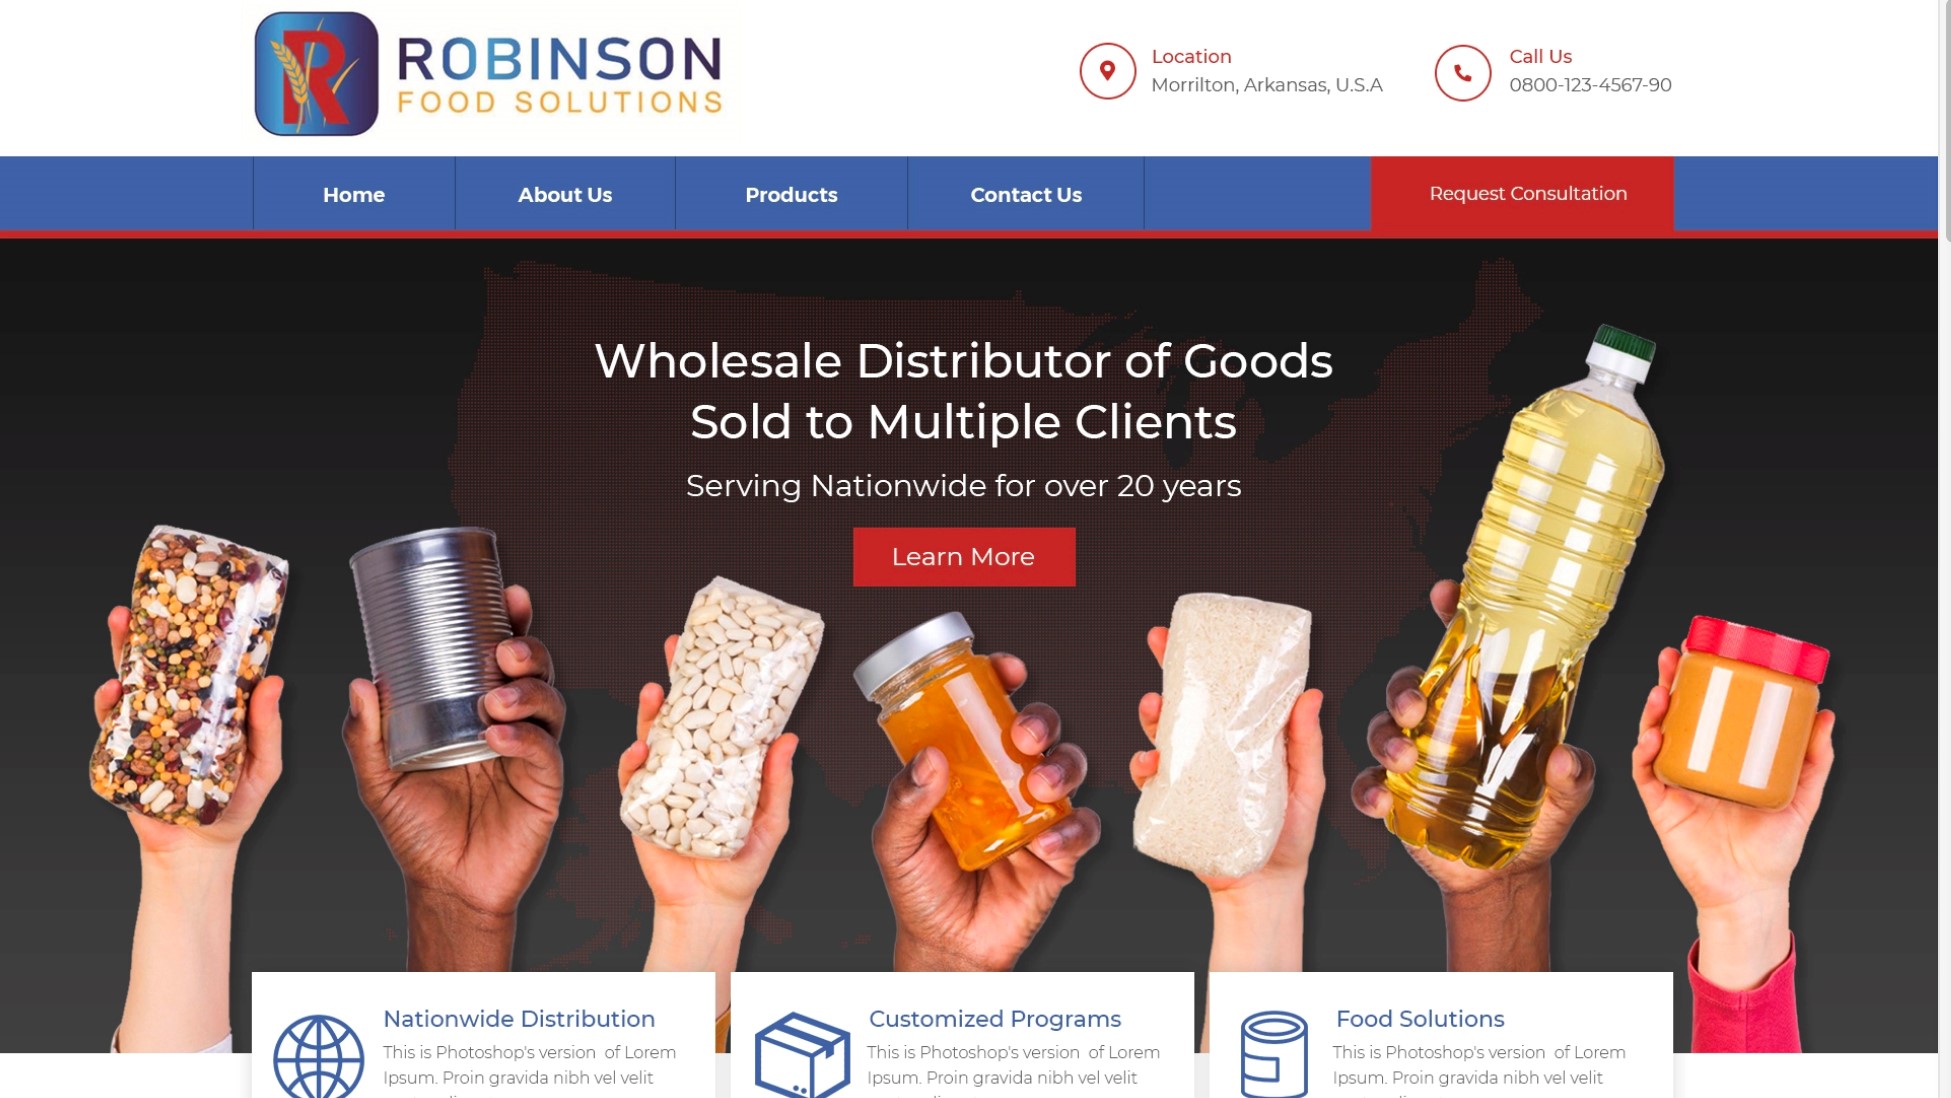 ROBINSON
FOOD SOLUTIONS
Location
Morrilton, Arkansas, U.S.A
Call Us
0800-123-4567-90
Home
About Us
Products
Contact Us
Request Consultation
Wholesale Distributor of Goods
Sold to Multiple Clients
Serving Nationwide for over 20 years
Learn More
Nationwide Distribution
This is Photoshop's version of Lorem
Ipsum. Proin gravida nibh vel velit
Customized Programs
This is Photoshop's version of Lorem
Ipsum. Proin gravida nibh vel velit
Food Solutions
This is Photoshop's version of Lorem
Ipsum. Proin gravida nibh vel velit